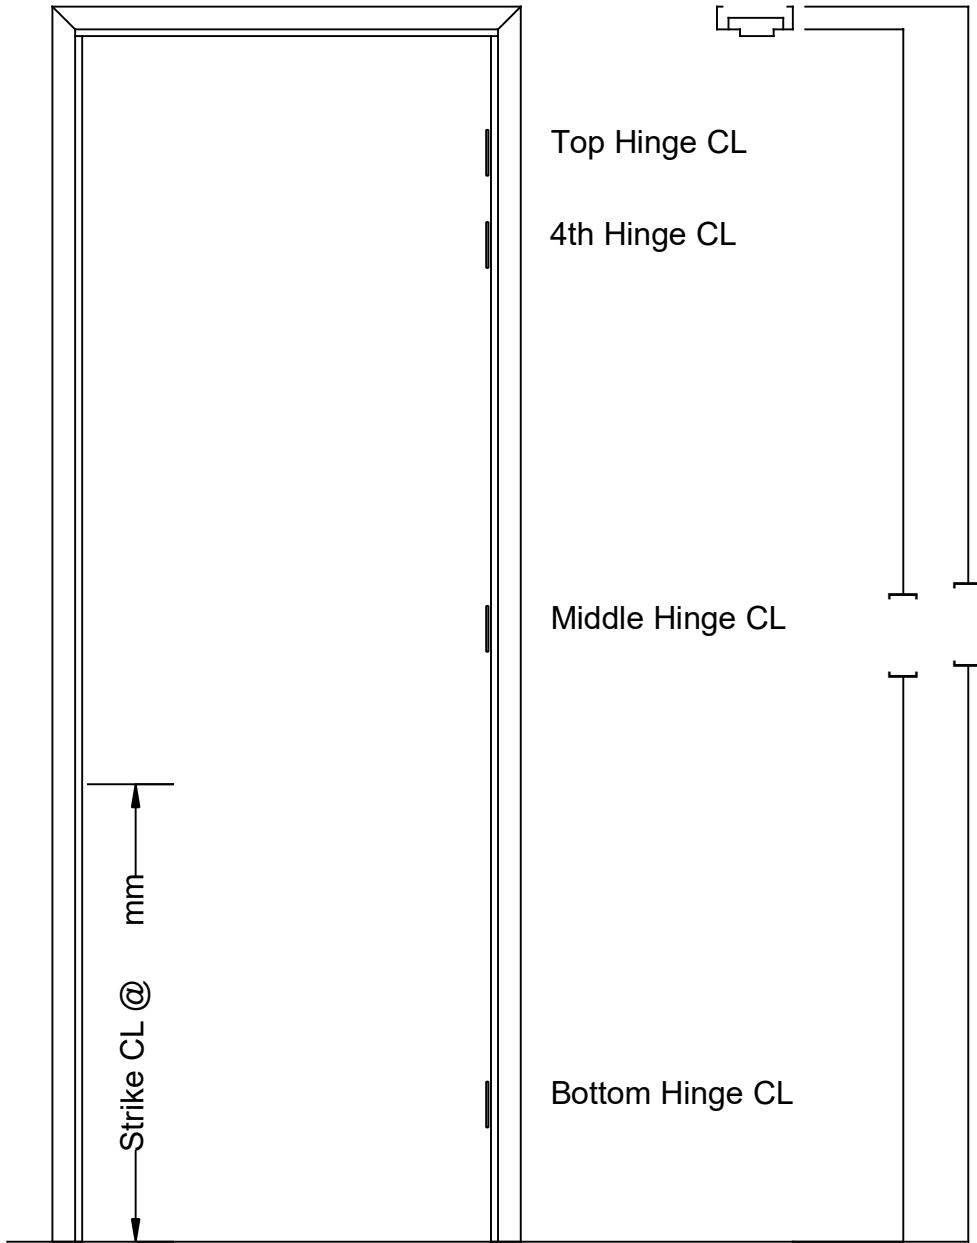 Top Hinge CL
4th Hinge CL
Middle Hinge CL
Strike CL @ mm
Bottom Hinge CL